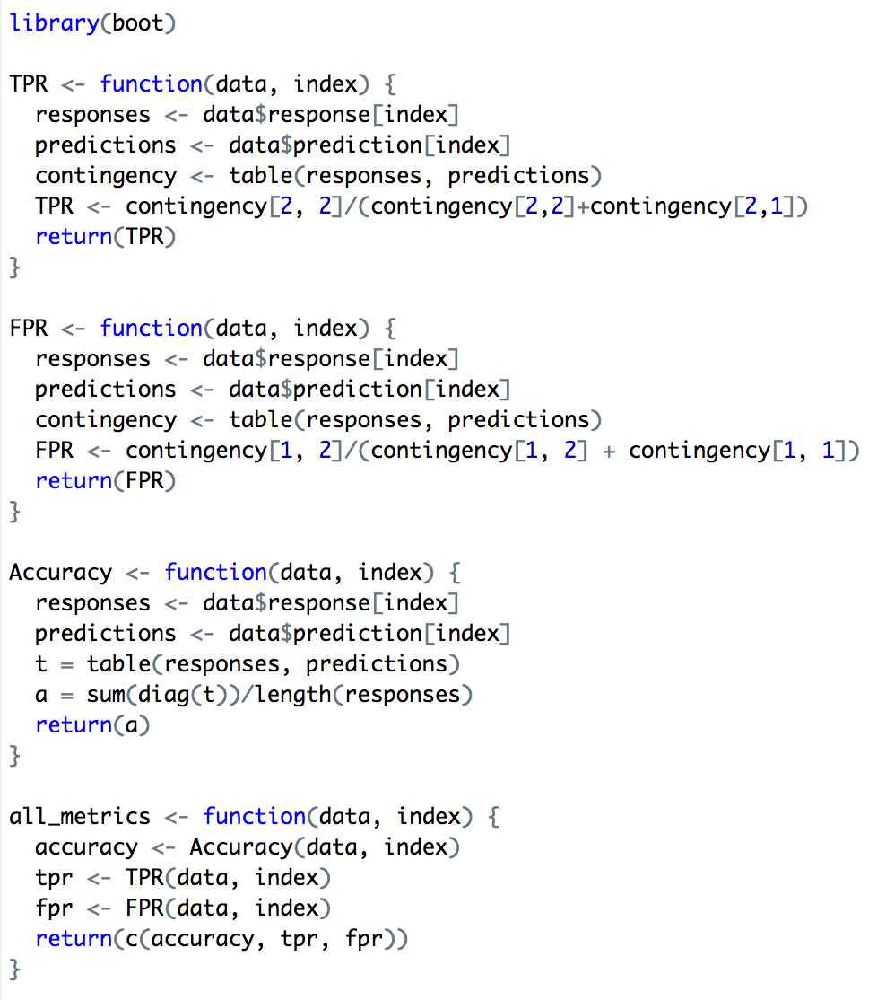 library(boot)

TPR <- function(data, index) {
  responses <- data$response[index]
  predictions <- data$prediction[index]
  contingency <- table(responses, predictions)
  TPR <- contingency[2, 2]/(contingency[2,2]+contingency[2,1])
  return(TPR)
}

FPR <- function(data, index) {
  responses <- data$response[index]
  predictions <- data$prediction[index]
  contingency <- table(responses, predictions)
  FPR <- contingency[1, 2]/(contingency[1, 2] + contingency[1, 1])
  return(FPR)
}

Accuracy <- function(data, index) {
  responses <- data$response[index]
  predictions <- data$prediction[index]
  t = table(responses, predictions)
  a = sum(diag(t))/length(responses)
  return(a)
}

all_metrics <- function(data, index) {
  accuracy <- Accuracy(data, index)
  tpr <- TPR(data, index)
  fpr <- FPR(data, index)
  return(c(accuracy, tpr, fpr))
}